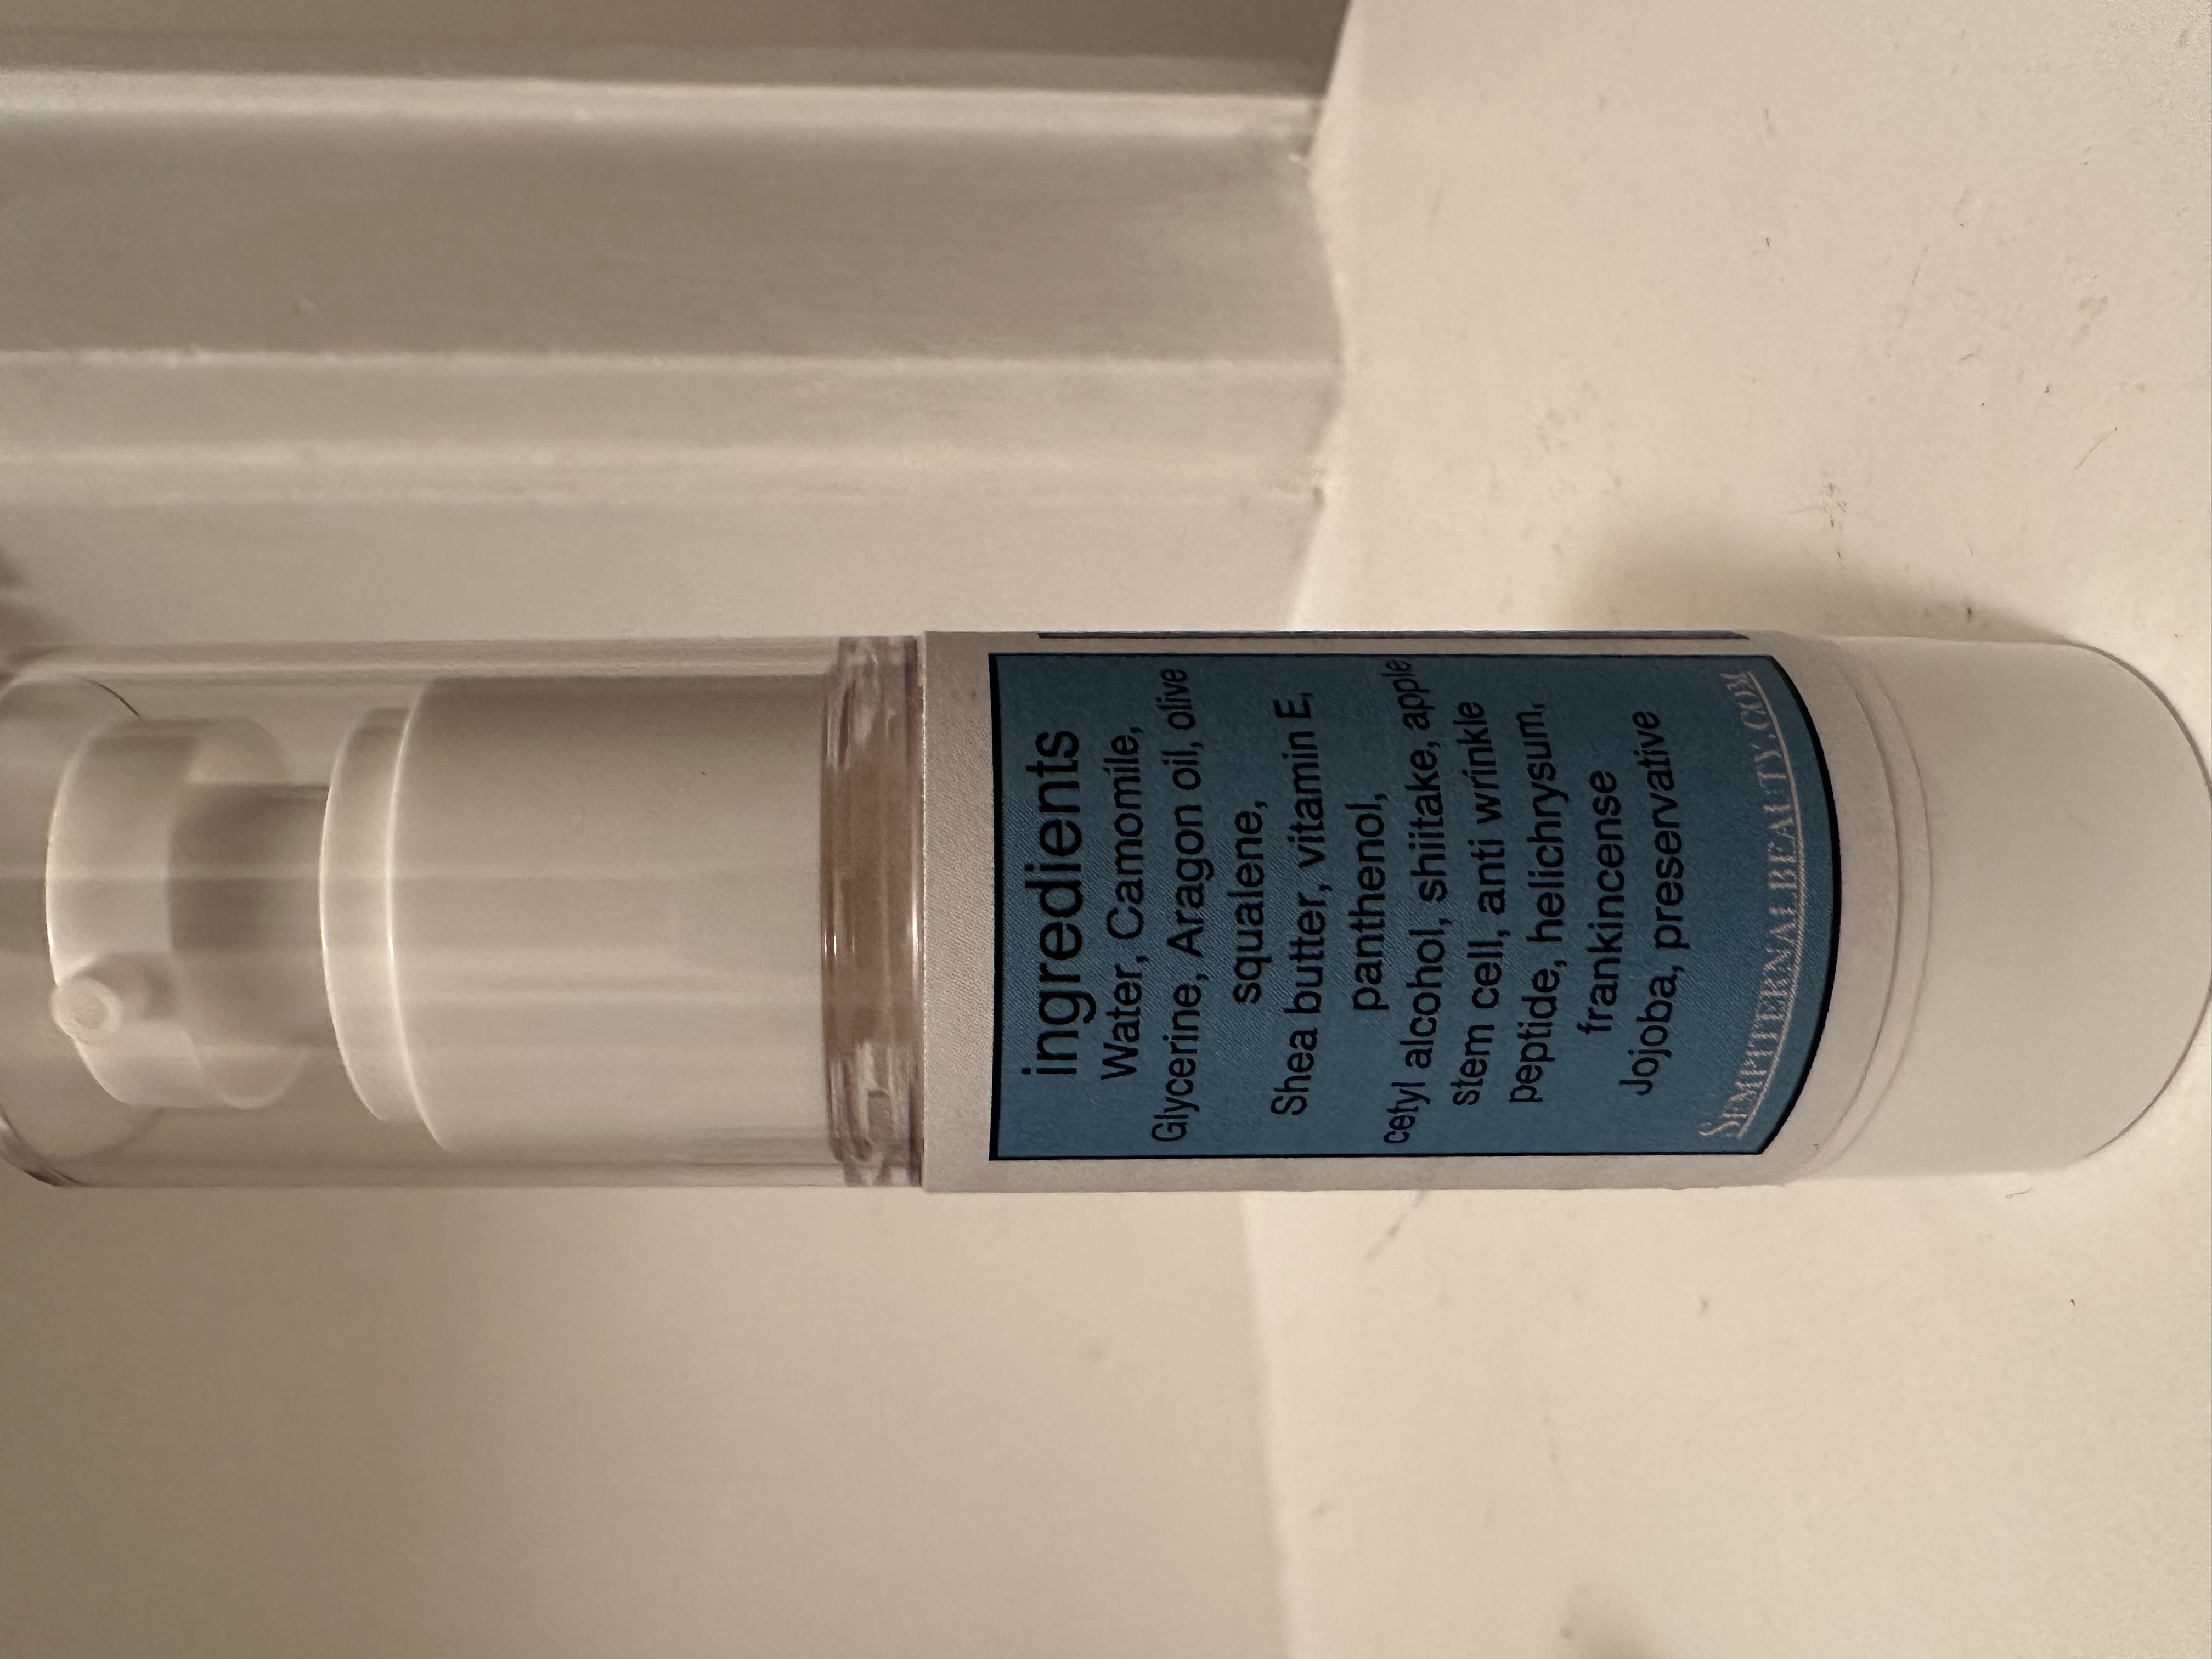 ingredients
Water, Camomile,
Glycerine, Aragon oil, olive
squalene,
Shea butter, vitamin E,
panthenol,
cetyl alcohol, shiitake, apple
stem cell, anti wrinkle
peptide, helichrysum,
frankincense
Jojoba, preservative
SEMPITERNALBEAUTY.COM